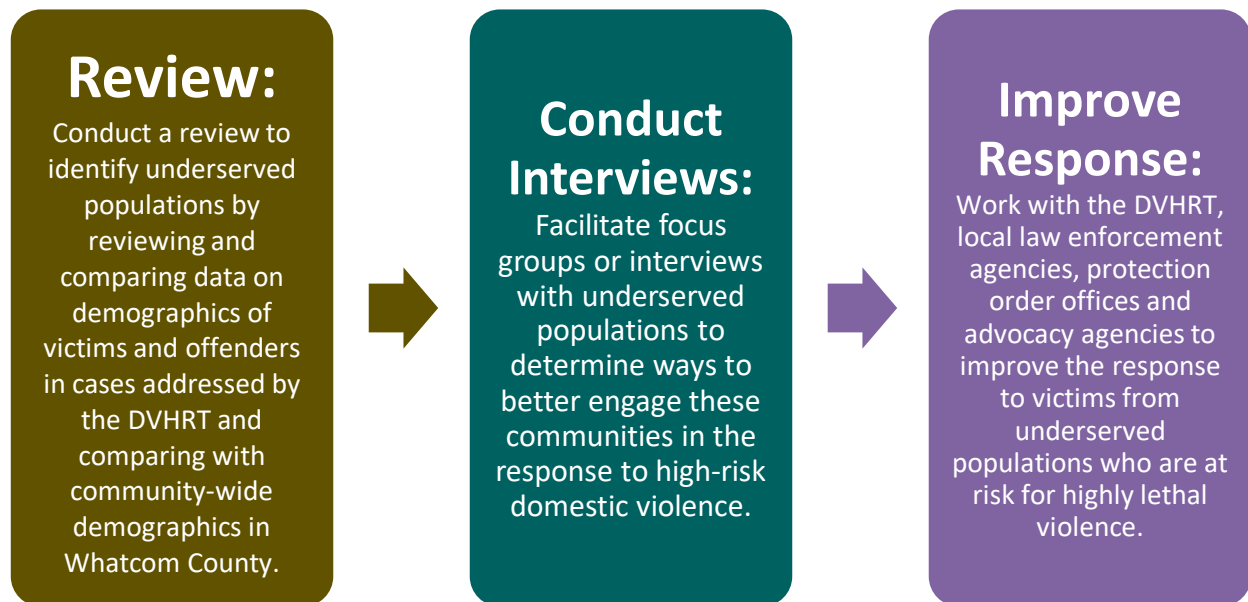 Review:
Conduct a review to
identify underserved
populations by
reviewing and
comparing data on
demographics of
victims and offenders
in cases addressed by
the DVHRT and
comparing with
community-wide
demographics in
Whatcom County.
Conduct
Interviews:
Facilitate focus
groups or interviews
with underserved
populations to
determine ways to
better engage these
communities in the
response to high-risk
domestic violence.
Improve
Response:
Work with the DVHRT,
local law enforcement
agencies, protection
order offices and
advocacy agencies to
improve the response
to victims from
underserved
populations who are at
risk for highly lethal
violence.